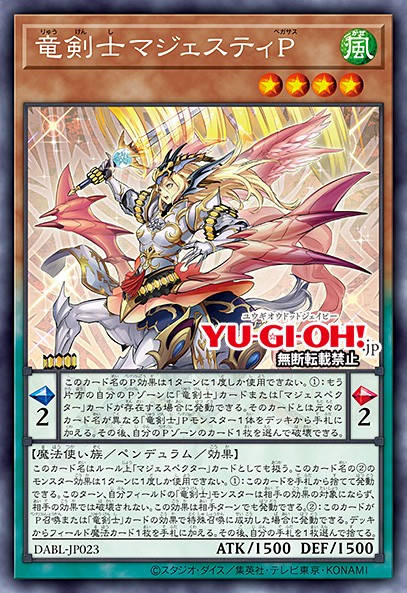 竜剣士マジェスティP
風
ユウギオウドットジェイピー
YU-GI-OH!.jp
無断転載禁止
2
このカード名のP効果は1ターンに1度しか使用できない。①：もう
片方の自分のPゾーンに「竜剣士」カードまたは「マジェスペ
クター」カードが存在する場合に発動できる。そのカードとは元々の
カード名が異なる「竜剣士」Pモンスター1体をデッキから手札に
加える。その後、自分のPゾーンのカード1枚を選んで破壊できる。
2
【魔法使い族／ペンデュラム／効果】
このカード名はルール上「マジェスペクター」カードとしても扱う。このカード名の②の
モンスター効果は1ターンに1度しか使用できない。①：このカードを手札から捨てて発動
できる。このターン、自分フィールドの「竜剣士」モンスターは相手の効果の対象にならず、
相手の効果では破壊されない。この効果は相手ターンでも発動できる。②：このカードが
P召喚または「竜剣士」カードの効果で特殊召喚に成功した場合に発動できる。デッキ
からフィールド魔法カード1枚を手札に加える。その後、自分の手札を1枚選んで捨てる。
DABL-JP023
ATK/1500 DEF/1500
©スタジオ・ダイス／集英社・テレビ東京・KONAMI